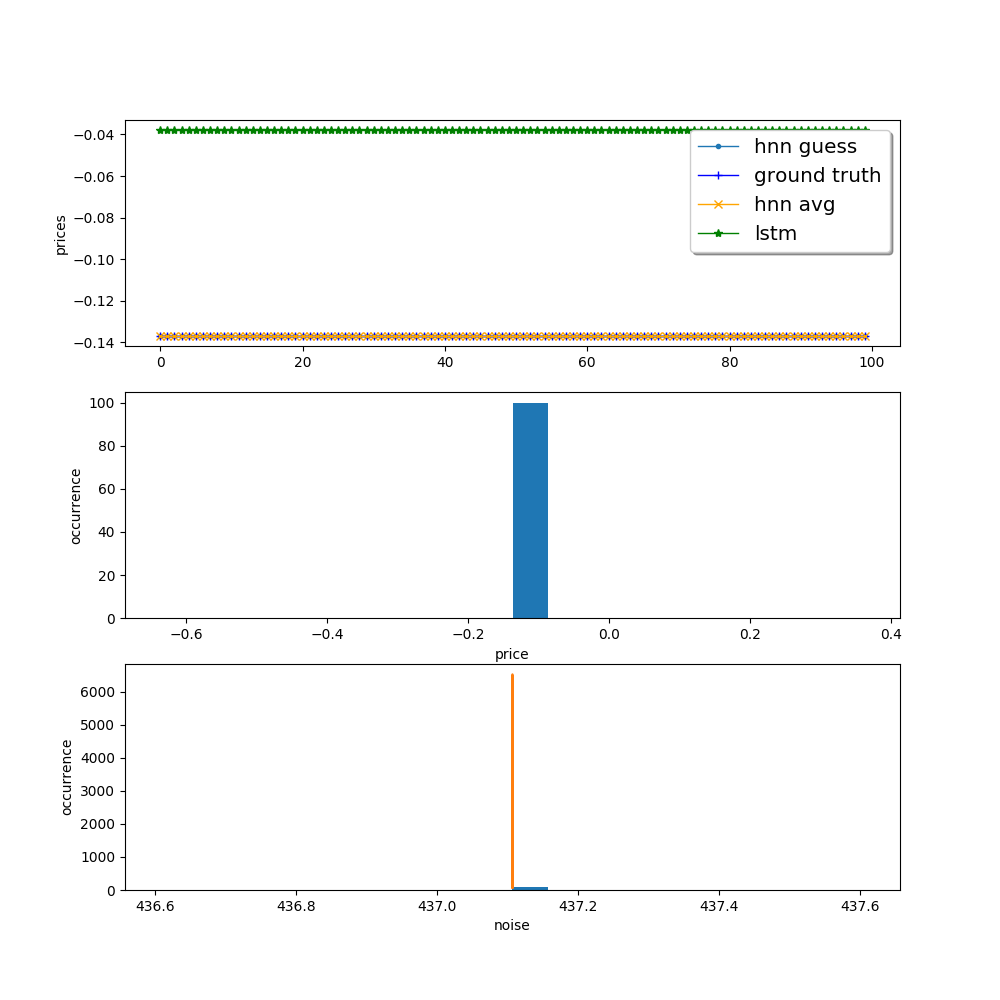 −0.04
−0.06
−0.08
−0.10
−0.12
−0.14
prices
0 20 40 60 80 100
hnn guess
ground truth
hnn avg
lstm
100
80
60
40
20
0
occurrence
−0.6 −0.4 −0.2 0.0 0.2 0.4
price
6000
5000
4000
3000
2000
1000
0
occurrence
436.6 436.8 437.0 437.2 437.4 437.6
noise